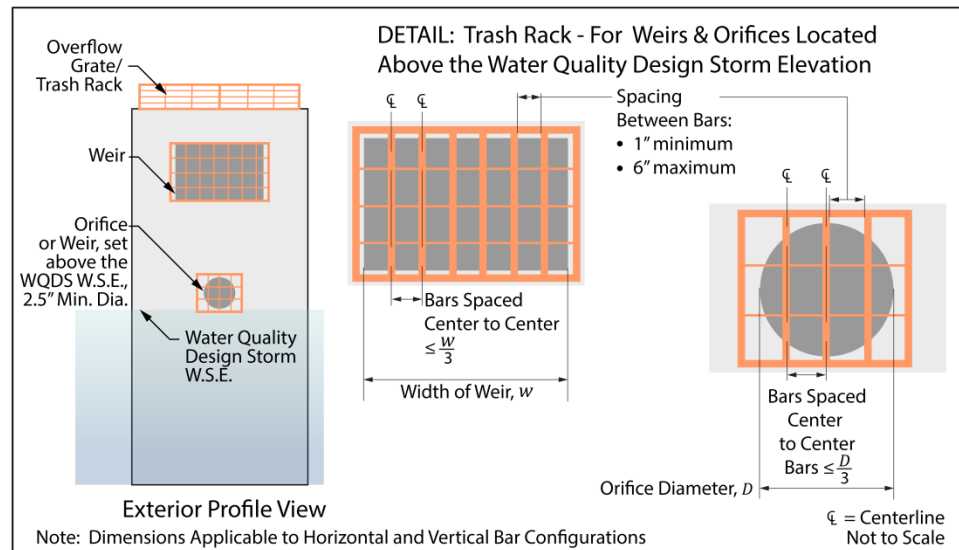 DETAIL: Trash Rack - For Weirs & Orifices Located
Above the Water Quality Design Storm Elevation
Overflow
Grate/
Trash Rack
Weir
Orifice
or Weir, set
above the
WQDS W.S.E.,
2.5” Min. Dia.
Water Quality
Design Storm
W.S.E.
Exterior Profile View
℄ ℄
Spacing
Between Bars:
• 1” minimum
• 6” maximum
Bars Spaced
Center to Center
≤ w/3
Width of Weir, w
℄ ℄
Bars Spaced
Center
to Center
Bars ≤ D/3
Orifice Diameter, D
℄ = Centerline
Not to Scale
Note: Dimensions Applicable to Horizontal and Vertical Bar Configurations